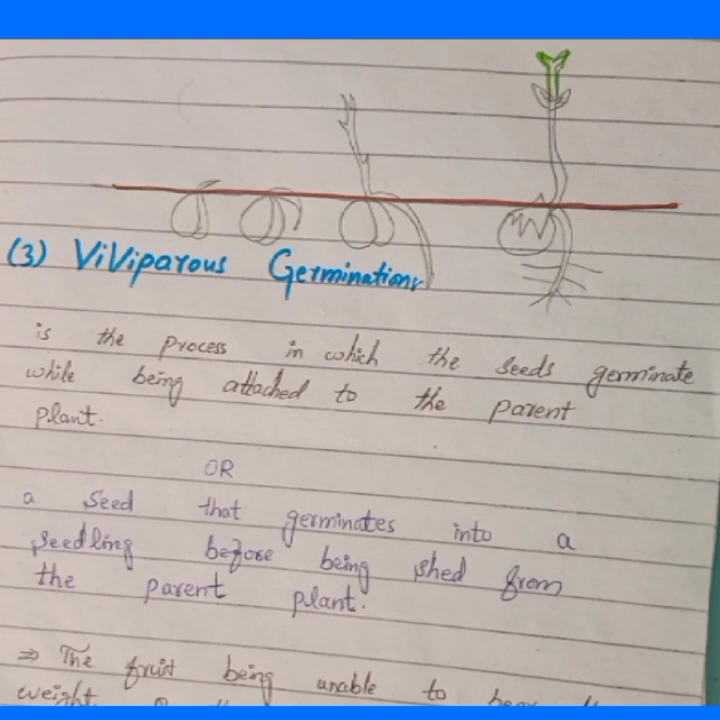 (3) ViViparous Germinations
is the process in which the seeds germinate
while being attached to the parent
plant.
OR
a seed that germinates into a
seedling before being shed from
the parent plant.
⇒ The fruit being unable to
weight